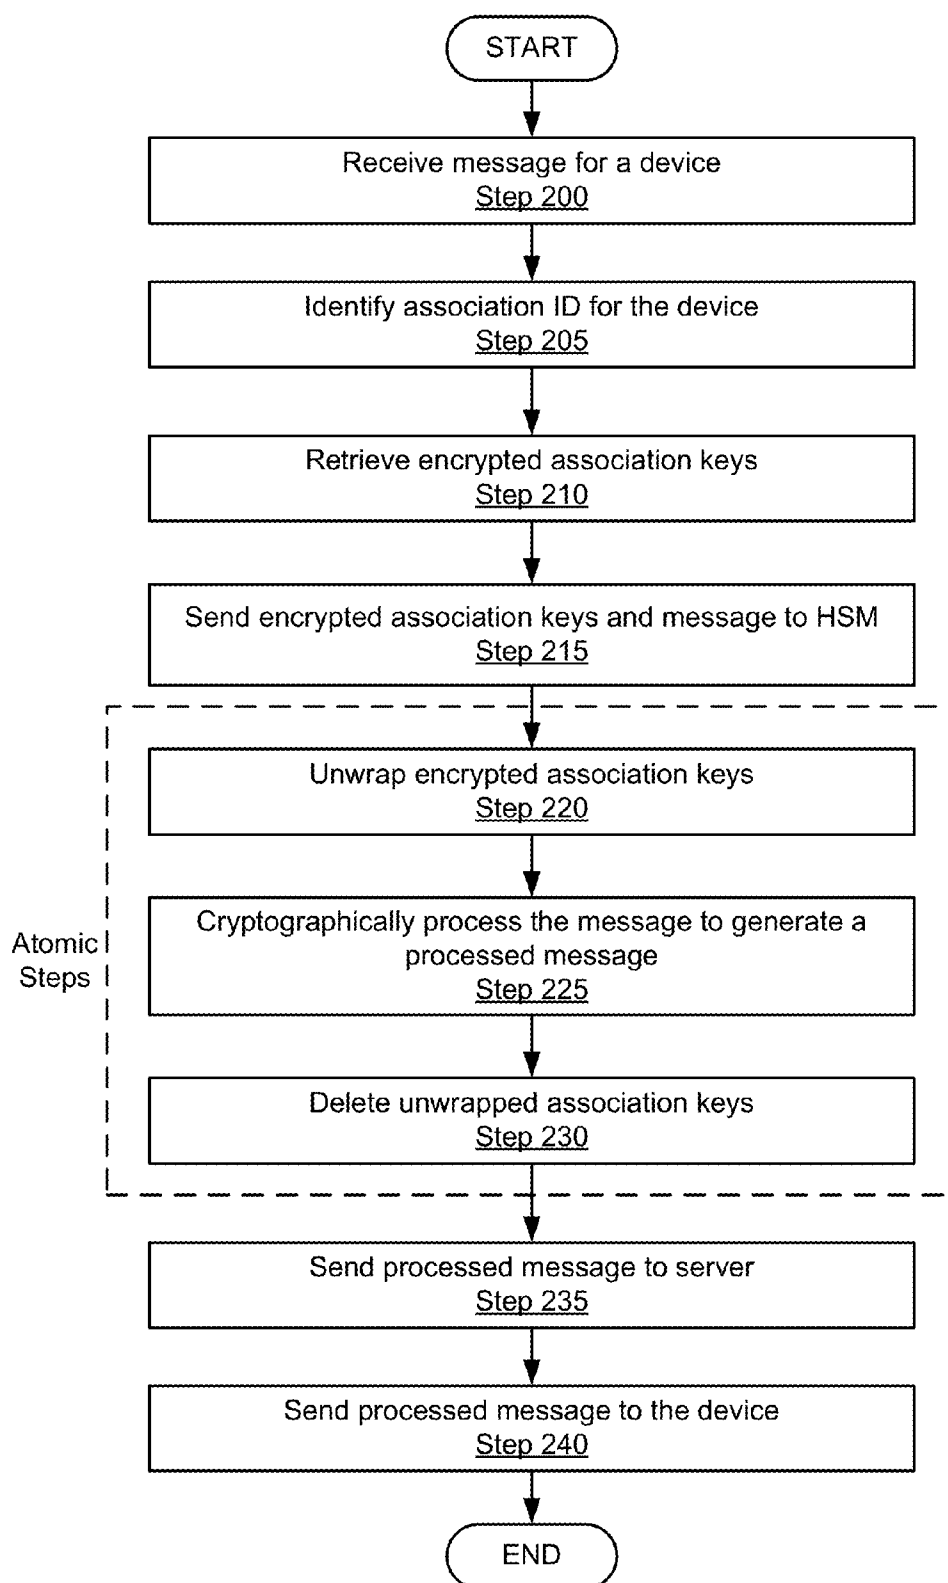 START
Receive message for a device
Step 200
Identify association ID for the device
Step 205
Retrieve encrypted association keys
Step 210
Send encrypted association keys and message to HSM
Step 215
Unwrap encrypted association keys
Step 220
Atomic
Steps
Cryptographically process the message to generate a
processed message
Step 225
Delete unwrapped association keys
Step 230
Send processed message to server
Step 235
Send processed message to the device
Step 240
END